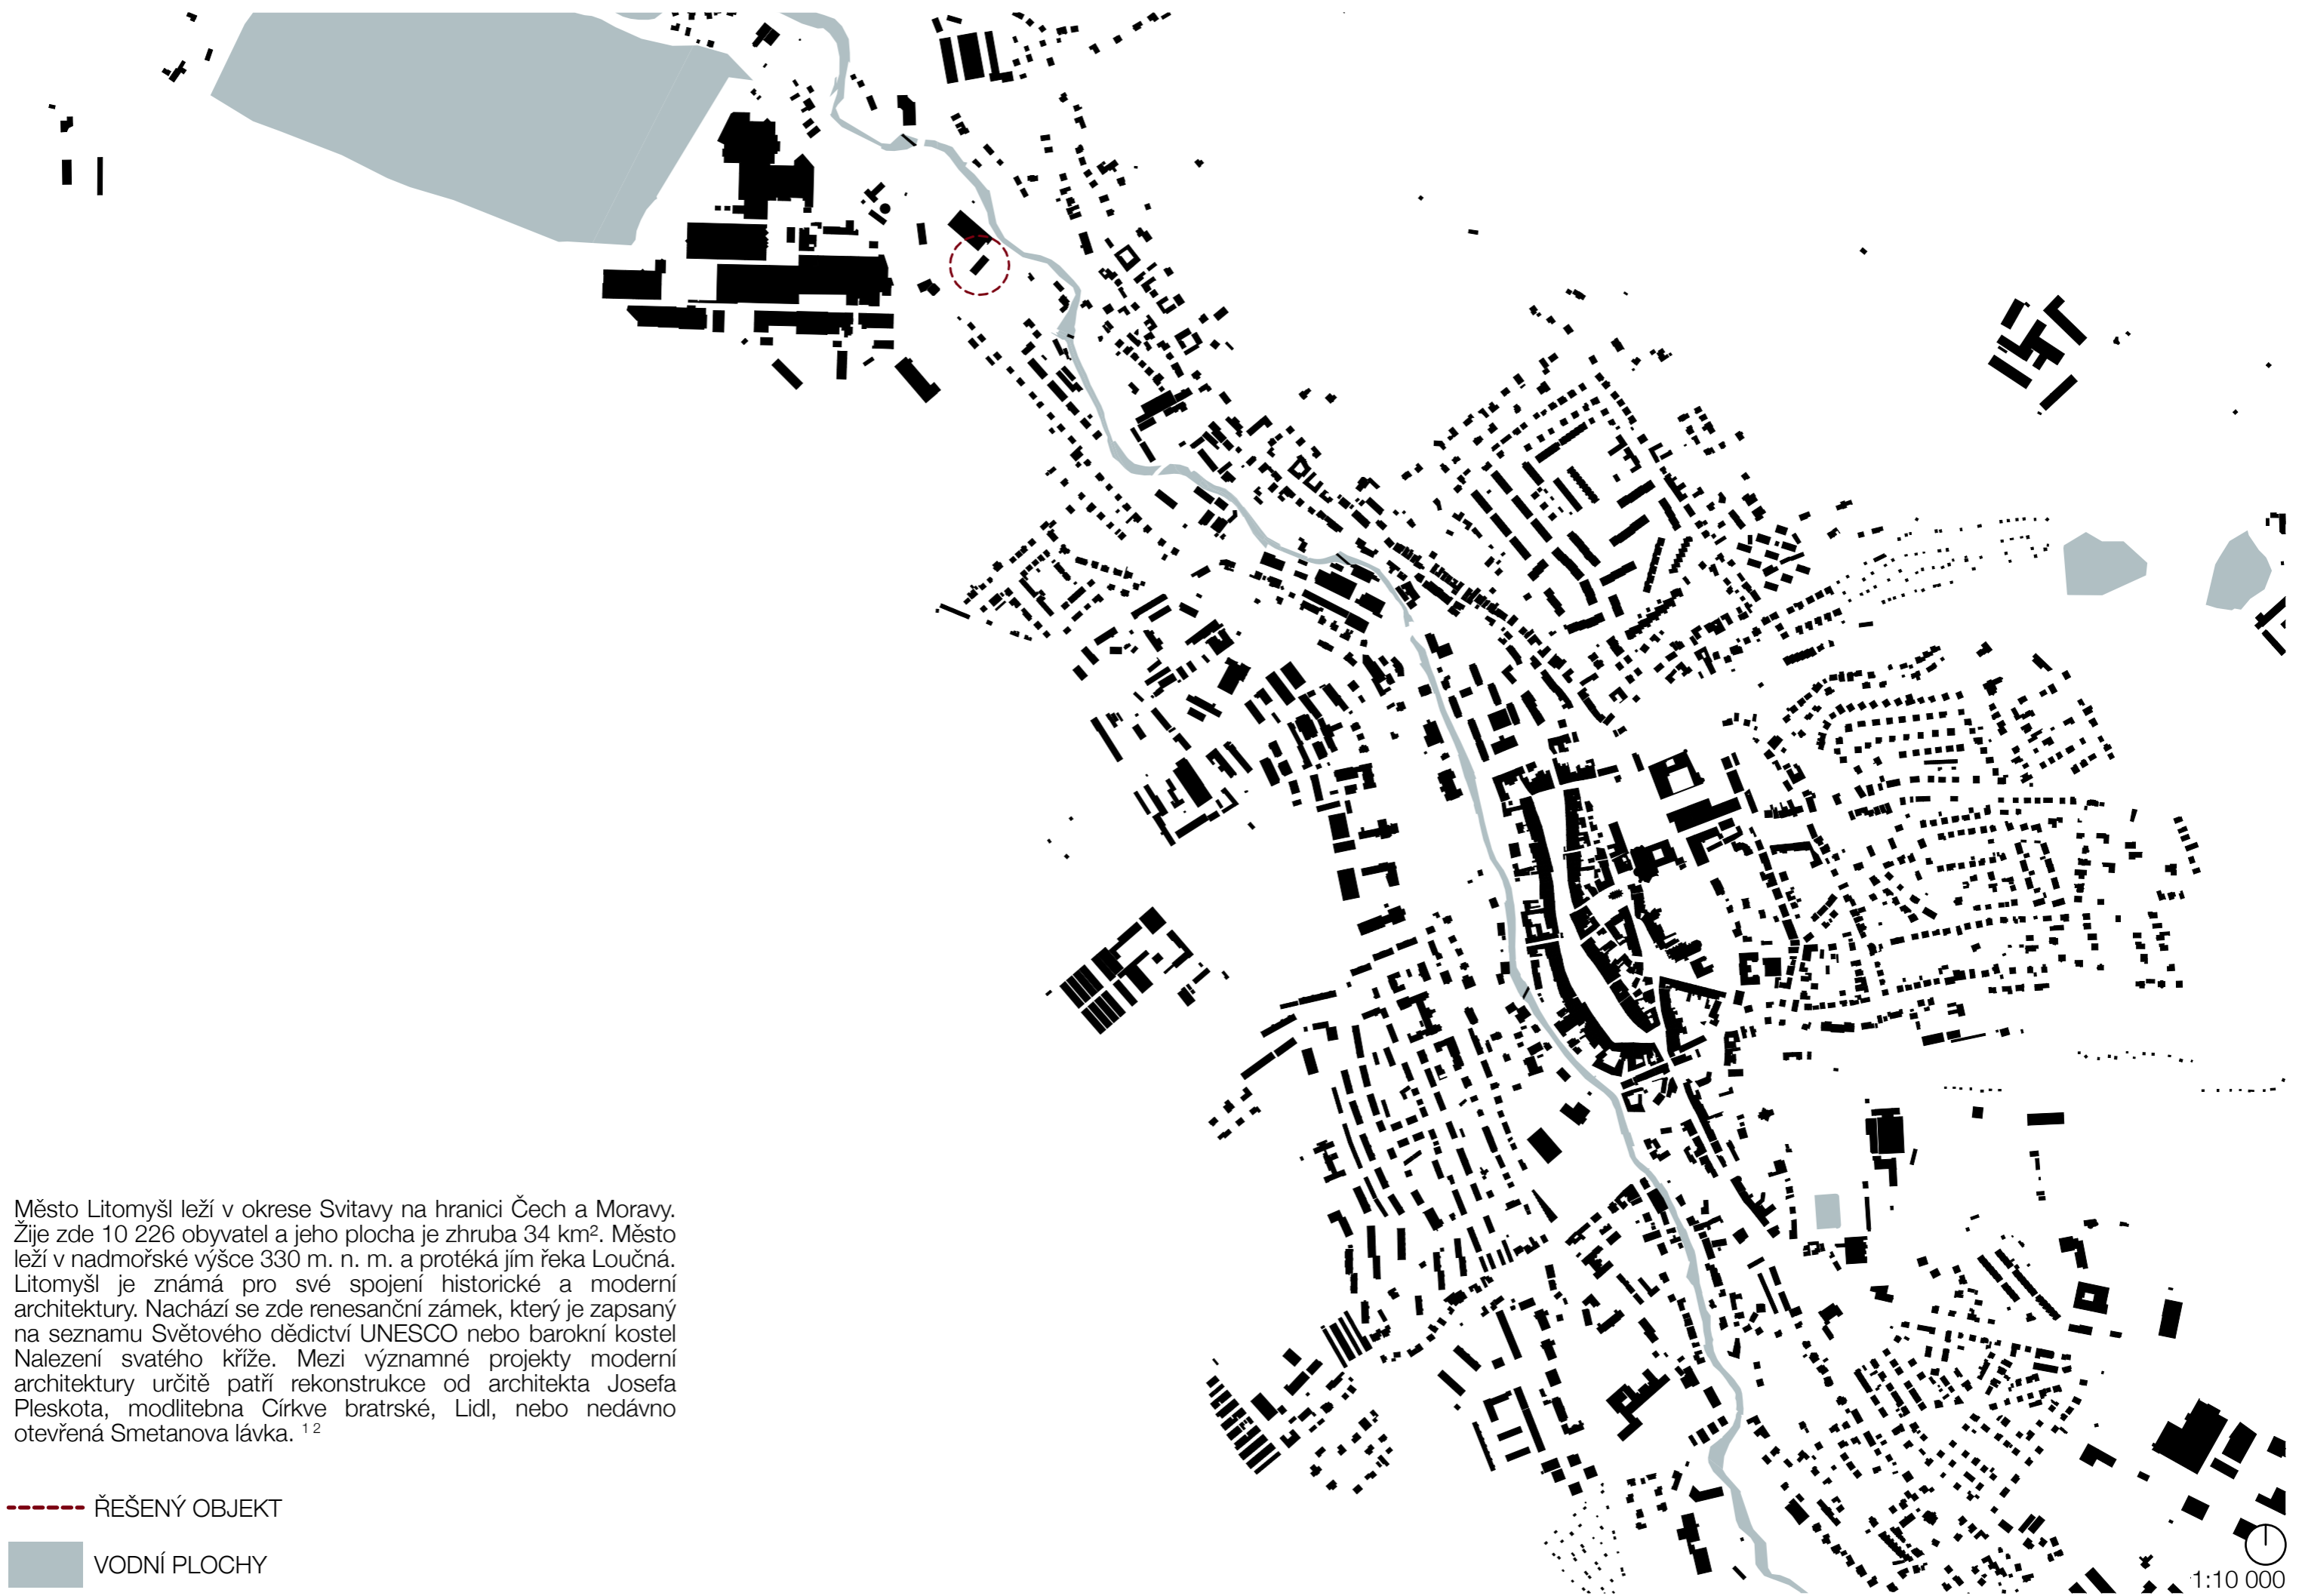 Město Litomyšl leží v okrese Svitavy na hranici Čech a Moravy.
Žije zde 10 226 obyvatel a jeho plocha je zhruba 34 km². Město
leží v nadmořské výšce 330 m. n. m. a protéká jím řeka Loučná.
Litomyšl je známá pro své spojení historické a moderní
architektury. Nachází se zde renesanční zámek, který je zapsaný
na seznamu Světového dědictví UNESCO nebo barokní kostel
Nalezení svatého kříže. Mezi významné projekty moderní
architektury určitě patří rekonstrukce od architekta Josefa
Pleskota, modlitebna Církve bratrské, Lidl, nebo nedávno
otevřená Smetanova lávka. ¹ ²
ŘEŠENÝ OBJEKT
VODNÍ PLOCHY
1:10 000